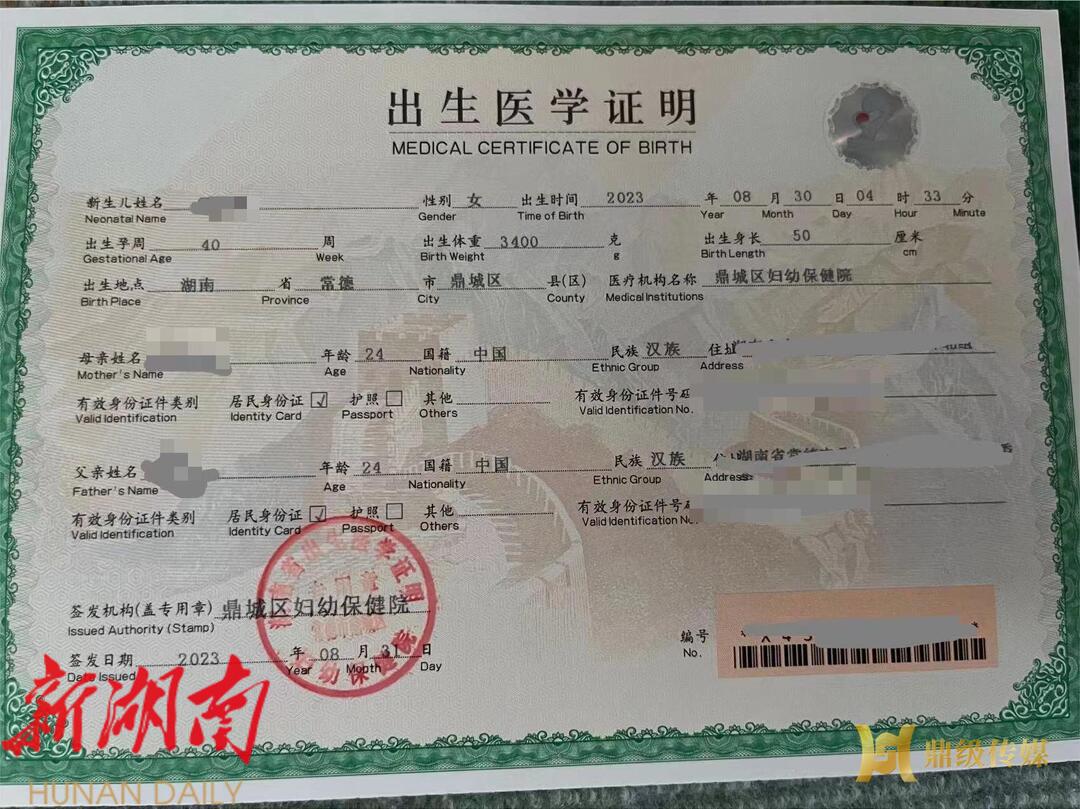 出生医学证明
MEDICAL CERTIFICATE OF BIRTH
新生儿姓名 性别 女 出生时间 2023 年 08 月 30 日 04 时 33 分
Neonatal Name Gender Time of Birth Year Month Day Hour Minute
出生孕周 40 周 出生体重 3400 克 出生身长 50 厘米
Gestational Age Week Birth Weight g Birth Length cm
出生地点 湖南 省 常德 市 鼎城区 县(区) 医疗机构名称 鼎城区妇幼保健院
Birth Place Province City County Medical Institutions
母亲姓名 年龄 24 国籍 中国 民族 汉族 住址
Mother's Name Age Nationality Ethnic Group Address
有效身份证件类别 居民身份证 护照 其他 有效身份证件号码
Valid Identification Identity Card Passport Others Valid Identification No.
父亲姓名 年龄 24 国籍 中国 民族 汉族 湖南省常德
Father's Name Age Nationality Ethnic Group Address
有效身份证件类别 居民身份证 护照 其他 有效身份证件号
Valid Identification Identity Card Passport Others Valid Identification No.
签发机构(盖专用章) 鼎城区妇幼保健院
Issued Authority (Stamp)
编号
No.
签发日期 2023 年 08 月 31 日
Date Issued Year Month Day
新湖南
HUNAN DAILY
鼎级传媒